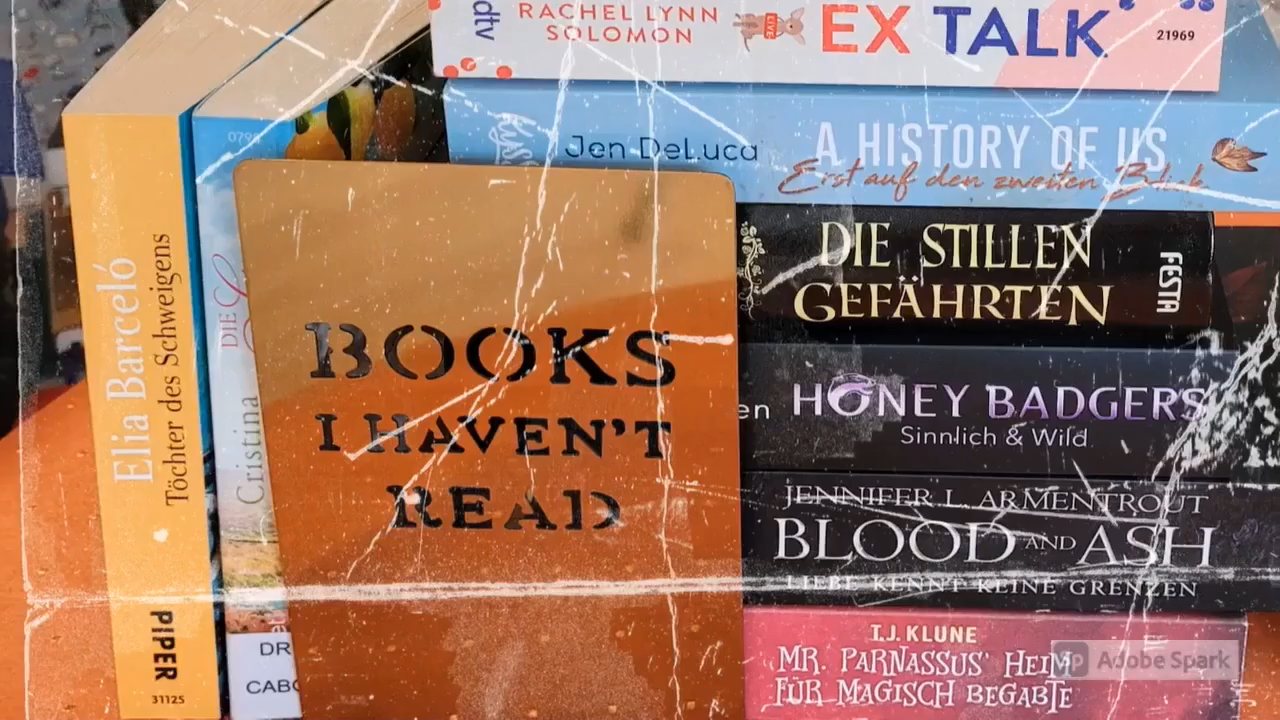 dtv
RACHEL LYNN
SOLOMON
LIVE
EX TALK
21969
Jen DeLuca
A HISTORY OF US
Erst auf den zweiten Blick
DIE STILLEN
GEFÄHRTEN
FESTA
en
HONEY BADGERS
Sinnlich & Wild
JENNIFER L. ARMENTROUT
BLOOD AND ASH
LIEBE KENNT KEINE GRENZEN
T.J. KLUNE
MR. PARNASSUS' HEIM
FÜR MAGISCH BEGABTE
Elia Barceló
Töchter des Schweigens
PIPER
31125
DIE
Cristina
DR
CABO
BOOKS
I HAVEN'T
READ
Adobe Spark